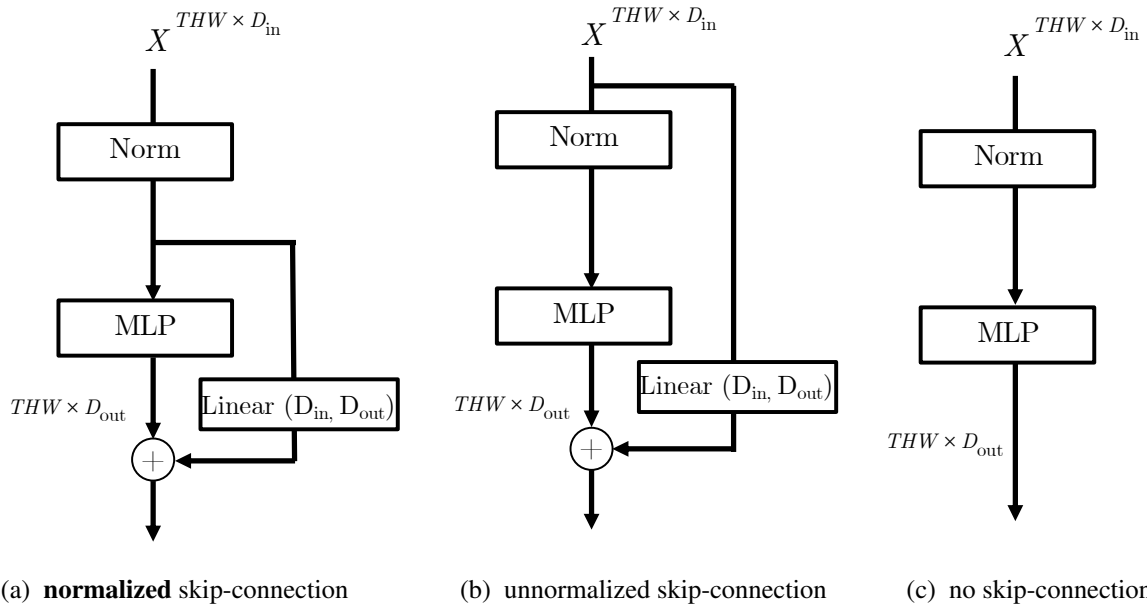 X THW × D_in
Norm
MLP
Linear (D_in, D_out)
THW × D_out
+
(a) normalized skip-connection
X THW × D_in
Norm
MLP
Linear (D_in, D_out)
THW × D_out
+
(b) unnormalized skip-connection
X THW × D_in
Norm
MLP
THW × D_out
(c) no skip-connection